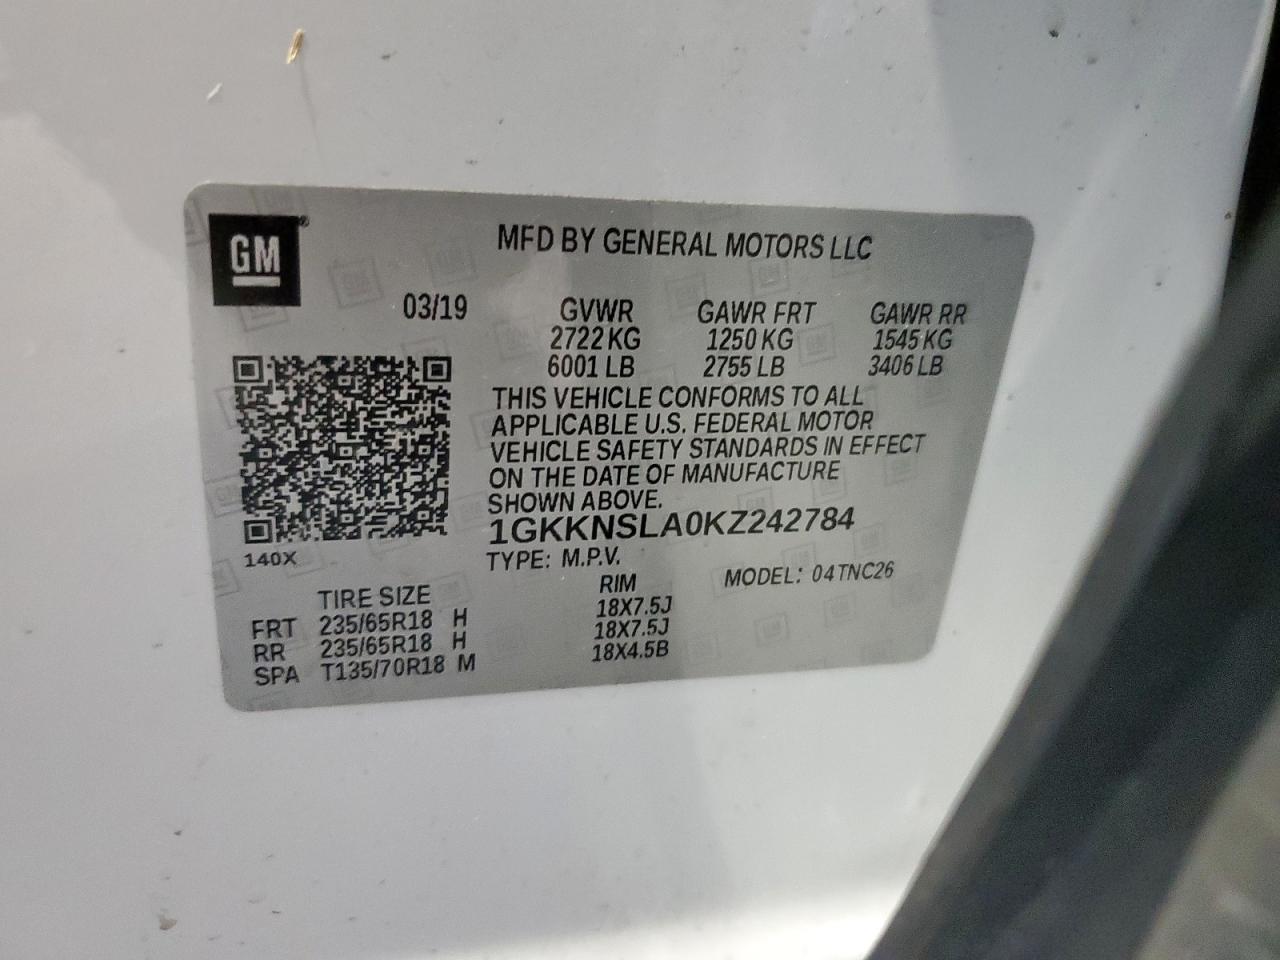 GM
MFD BY GENERAL MOTORS LLC
03/19 GVWR GAWR FRT GAWR RR
2722 KG 1250 KG 1545 KG
6001 LB 2755 LB 3406 LB
THIS VEHICLE CONFORMS TO ALL
APPLICABLE U.S. FEDERAL MOTOR
VEHICLE SAFETY STANDARDS IN EFFECT
ON THE DATE OF MANUFACTURE
SHOWN ABOVE.
1GKKNSLA0KZ242784
140X
TYPE: M.P.V. MODEL: 04TNC26
TIRE SIZE RIM
FRT 235/65R18 H 18X7.5J
RR 235/65R18 H 18X7.5J
SPA T135/70R18 M 18X4.5B